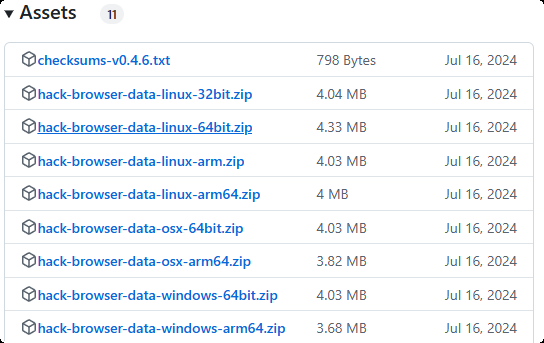 Assets 11
checksums-v0.4.6.txt 798 Bytes Jul 16, 2024
hack-browser-data-linux-32bit.zip 4.04 MB Jul 16, 2024
hack-browser-data-linux-64bit.zip 4.33 MB Jul 16, 2024
hack-browser-data-linux-arm.zip 4.03 MB Jul 16, 2024
hack-browser-data-linux-arm64.zip 4 MB Jul 16, 2024
hack-browser-data-osx-64bit.zip 4.03 MB Jul 16, 2024
hack-browser-data-osx-arm64.zip 3.82 MB Jul 16, 2024
hack-browser-data-windows-64bit.zip 4.03 MB Jul 16, 2024
hack-browser-data-windows-arm64.zip 3.68 MB Jul 16, 2024